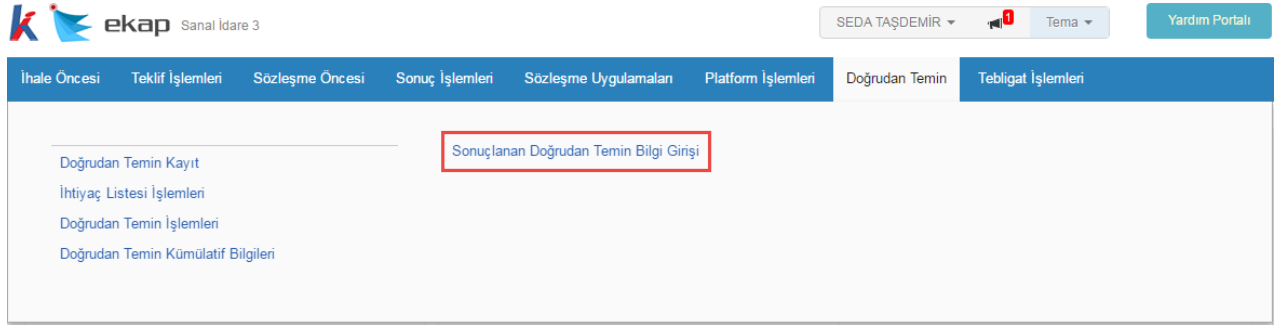 ekap Sanal İdare 3
SEDA TAŞDEMİR
1
Tema
Yardım Portalı
İhale Öncesi
Teklif İşlemleri
Sözleşme Öncesi
Sonuç İşlemleri
Sözleşme Uygulamaları
Platform İşlemleri
Doğrudan Temin
Tebligat İşlemleri
Doğrudan Temin Kayıt
İhtiyaç Listesi İşlemleri
Doğrudan Temin İşlemleri
Doğrudan Temin Kümülatif Bilgileri
Sonuçlanan Doğrudan Temin Bilgi Girişi